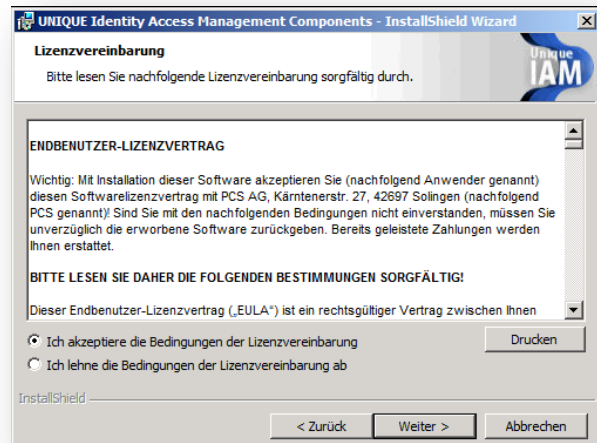 UNIQUE Identity Access Management Components - InstallShield Wizard
Lizenzvereinbarung
Bitte lesen Sie nachfolgende Lizenzvereinbarung sorgfältig durch.
Unique
IAM
ENDBENUTZER-LIZENZVERTRAG
Wichtig: Mit Installation dieser Software akzeptieren Sie (nachfolgend Anwender genannt)
diesen Softwarelizenzvertrag mit PCS AG, Kärntenerstr. 27, 42697 Solingen (nachfolgend
PCS genannt)! Sind Sie mit den nachfolgenden Bedingungen nicht einverstanden, müssen Sie
unverzüglich die erworbene Software zurückgeben. Bereits geleistete Zahlungen werden
Ihnen erstattet.
BITTE LESEN SIE DAHER DIE FOLGENDEN BESTIMMUNGEN SORGFÄLTIG!
Dieser Endbenutzer-Lizenzvertrag („EULA") ist ein rechtsgültiger Vertrag zwischen Ihnen
Ich akzeptiere die Bedingungen der Lizenzvereinbarung
Drucken
Ich lehne die Bedingungen der Lizenzvereinbarung ab
InstallShield
< Zurück
Weiter >
Abbrechen